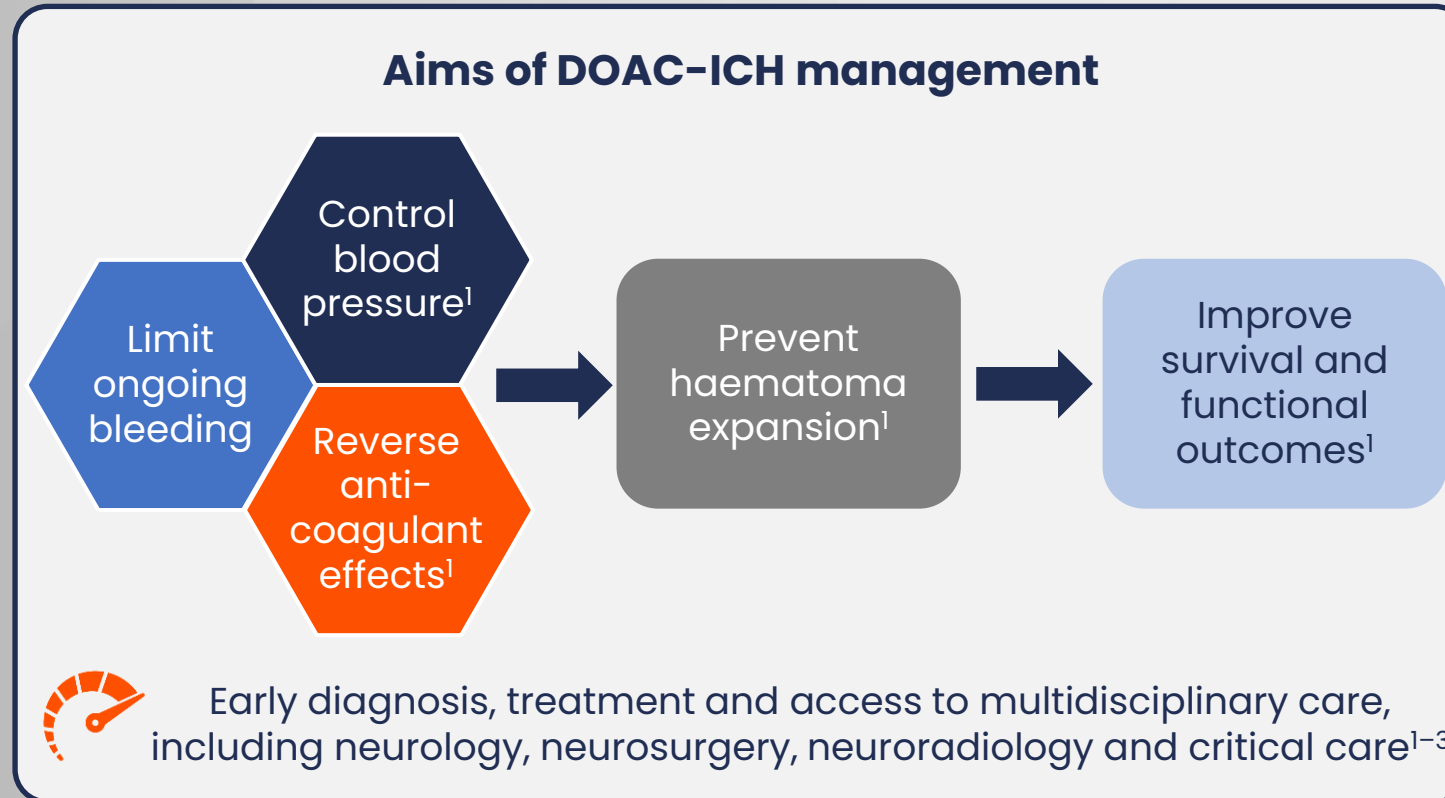 Aims of DOAC-ICH management
Control
blood
pressure¹
Limit
ongoing
bleeding
Reverse
anti-
coagulant
effects¹
Prevent
haematoma
expansion¹
Improve
survival and
functional
outcomes¹
Early diagnosis, treatment and access to multidisciplinary care,
including neurology, neurosurgery, neuroradiology and critical care¹⁻³